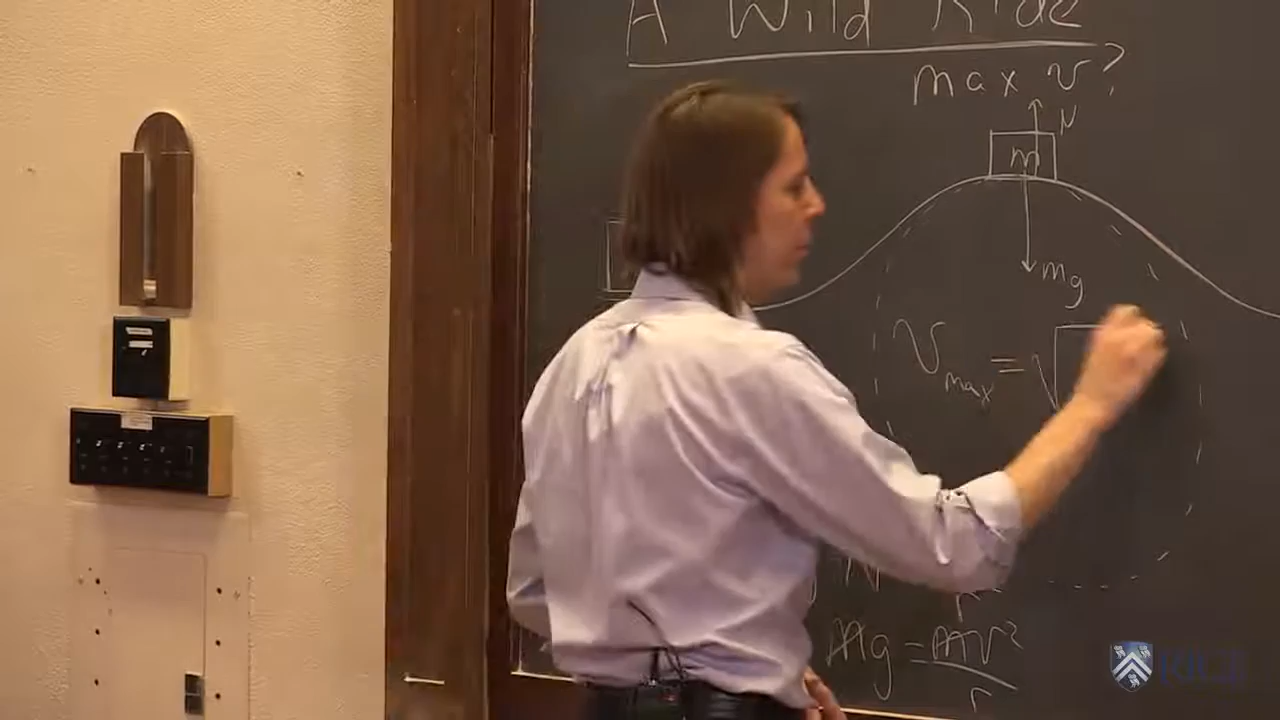 A Wild Ride
max v?
N
m
mg
v_max = √
mg = mv²/r
RICE